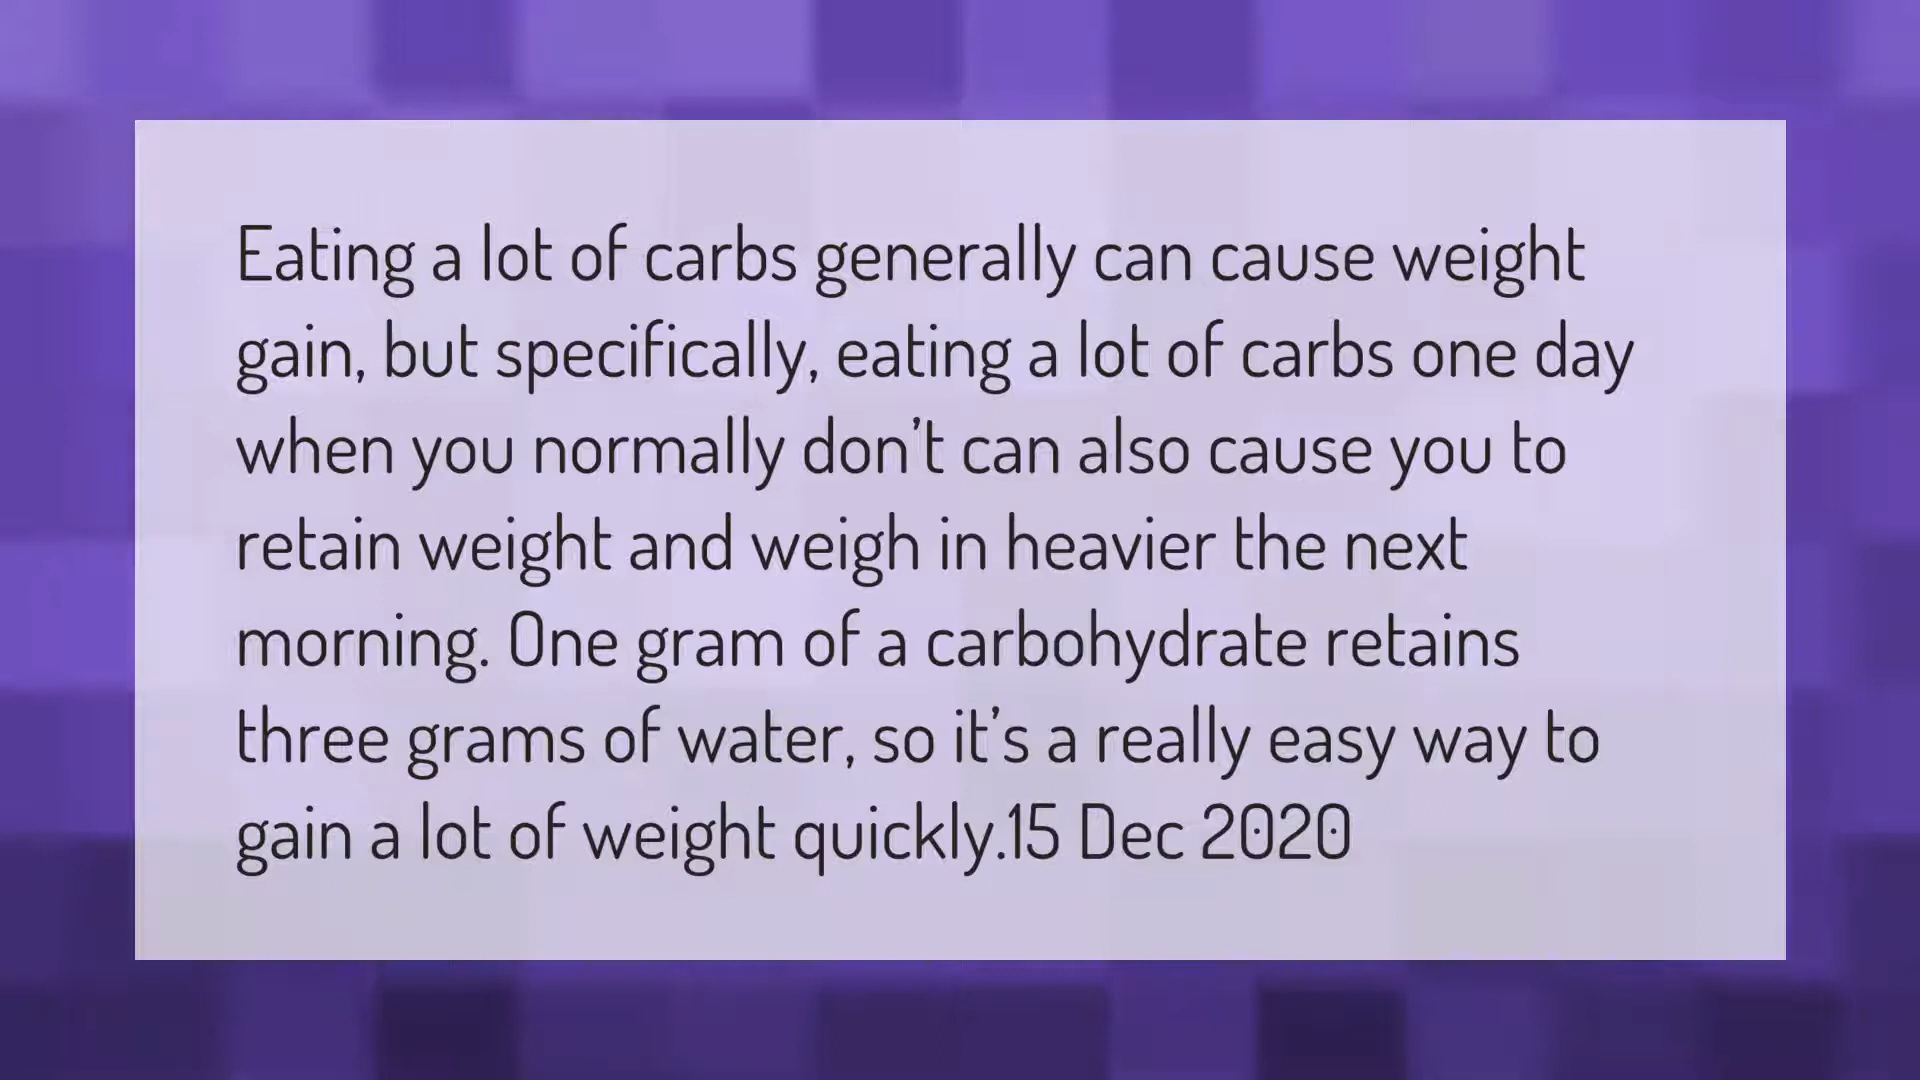 Eating a lot of carbs generally can cause weight
gain, but specifically, eating a lot of carbs one day
when you normally don't can also cause you to
retain weight and weigh in heavier the next
morning. One gram of a carbohydrate retains
three grams of water, so it's a really easy way to
gain a lot of weight quickly.15 Dec 2020